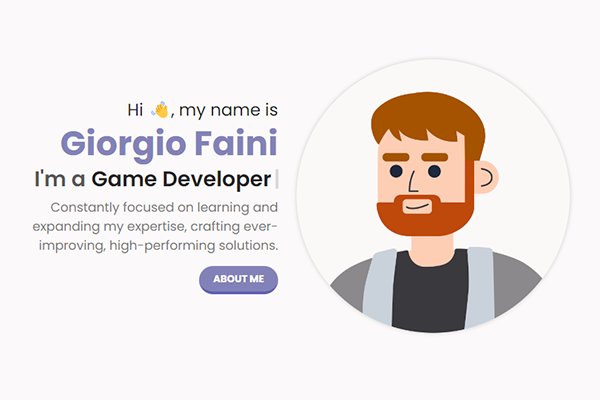 Hi 👋, my name is
Giorgio Faini
I'm a Game Developer|
Constantly focused on learning and
expanding my expertise, crafting ever-
improving, high-performing solutions.
ABOUT ME